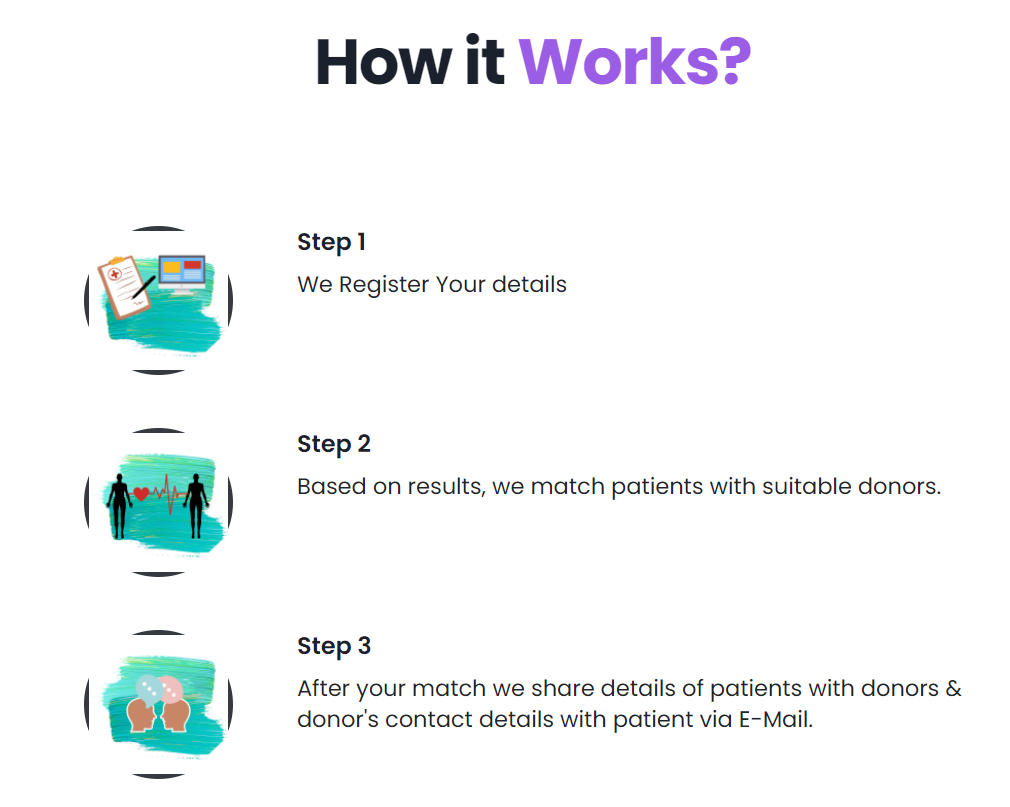 How it Works?
Step 1
We Register Your details
Step 2
Based on results, we match patients with suitable donors.
Step 3
After your match we share details of patients with donors &
donor's contact details with patient via E-Mail.